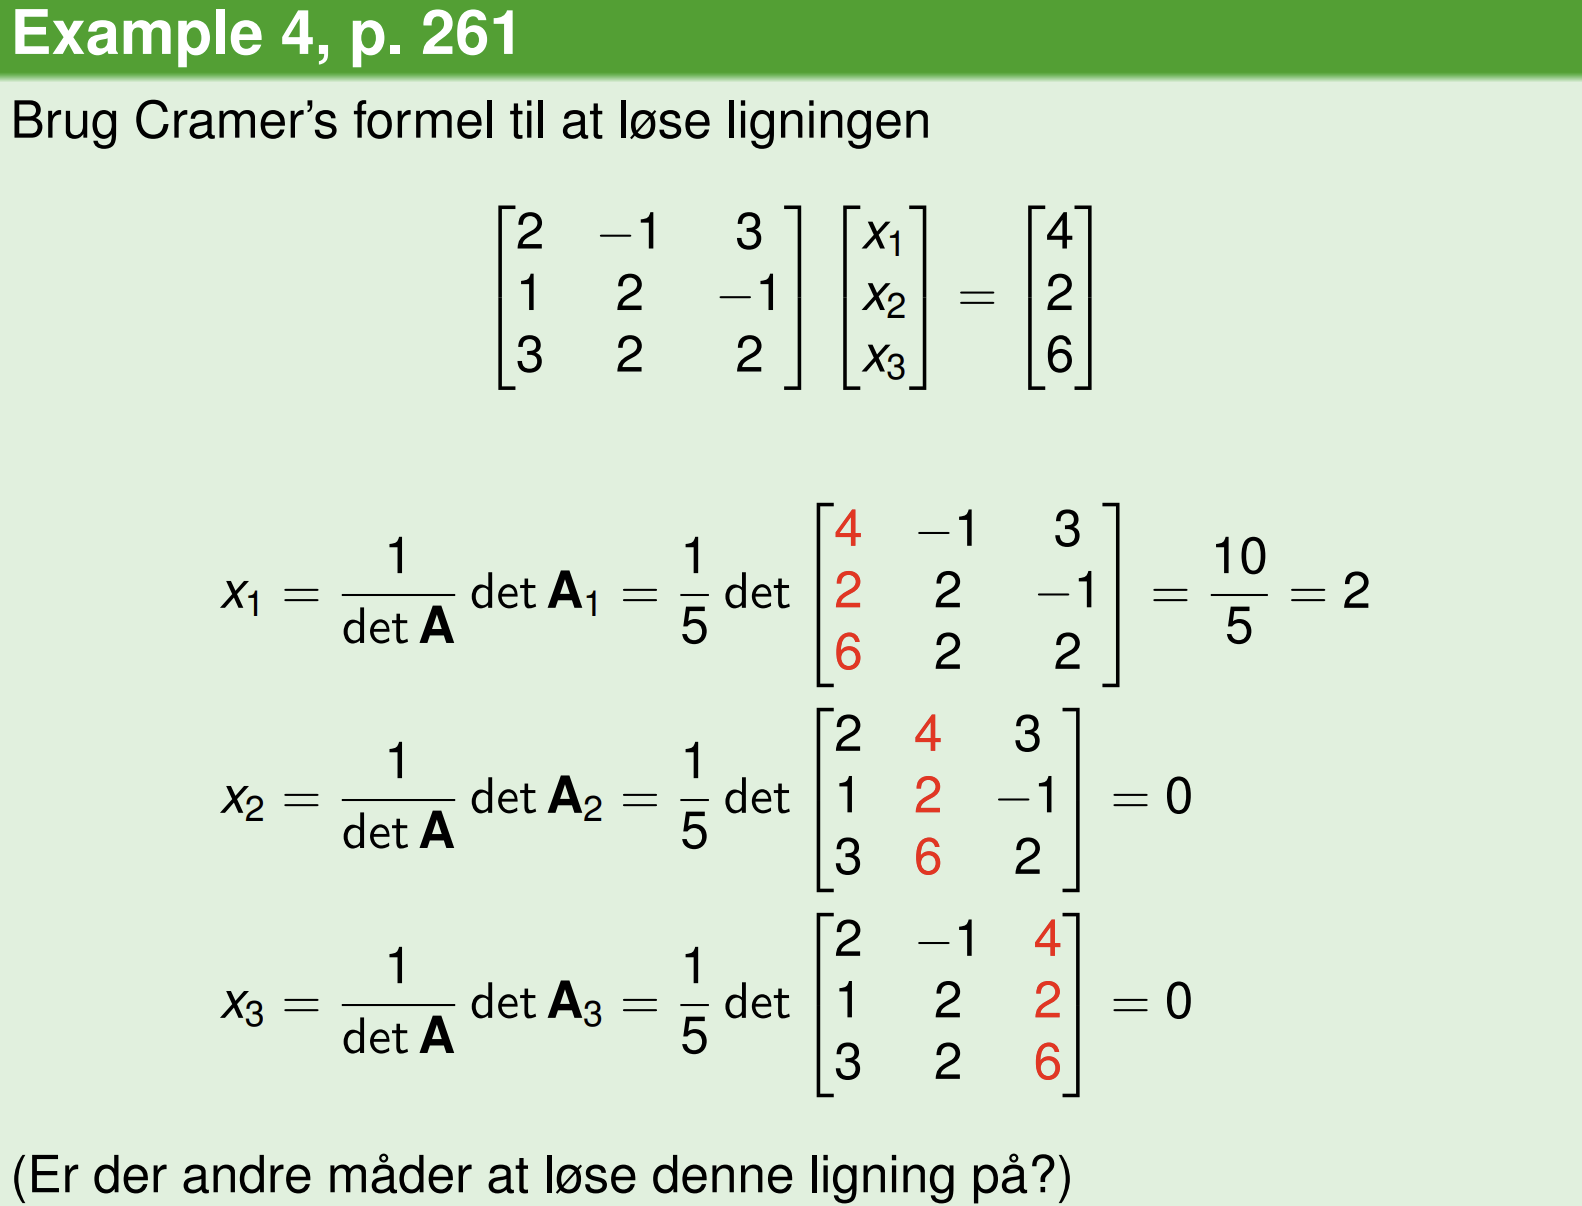 Example 4, p. 261
Brug Cramer's formel til at løse ligningen
[2 −1 3; 1 2 −1; 3 2 2] [x₁; x₂; x₃] = [4; 2; 6]
x₁ = 1/det A det A₁ = 1/5 det [4 −1 3; 2 2 −1; 6 2 2] = 10/5 = 2
x₂ = 1/det A det A₂ = 1/5 det [2 4 3; 1 2 −1; 3 6 2] = 0
x₃ = 1/det A det A₃ = 1/5 det [2 −1 4; 1 2 2; 3 2 6] = 0
(Er der andre måder at løse denne ligning på?)